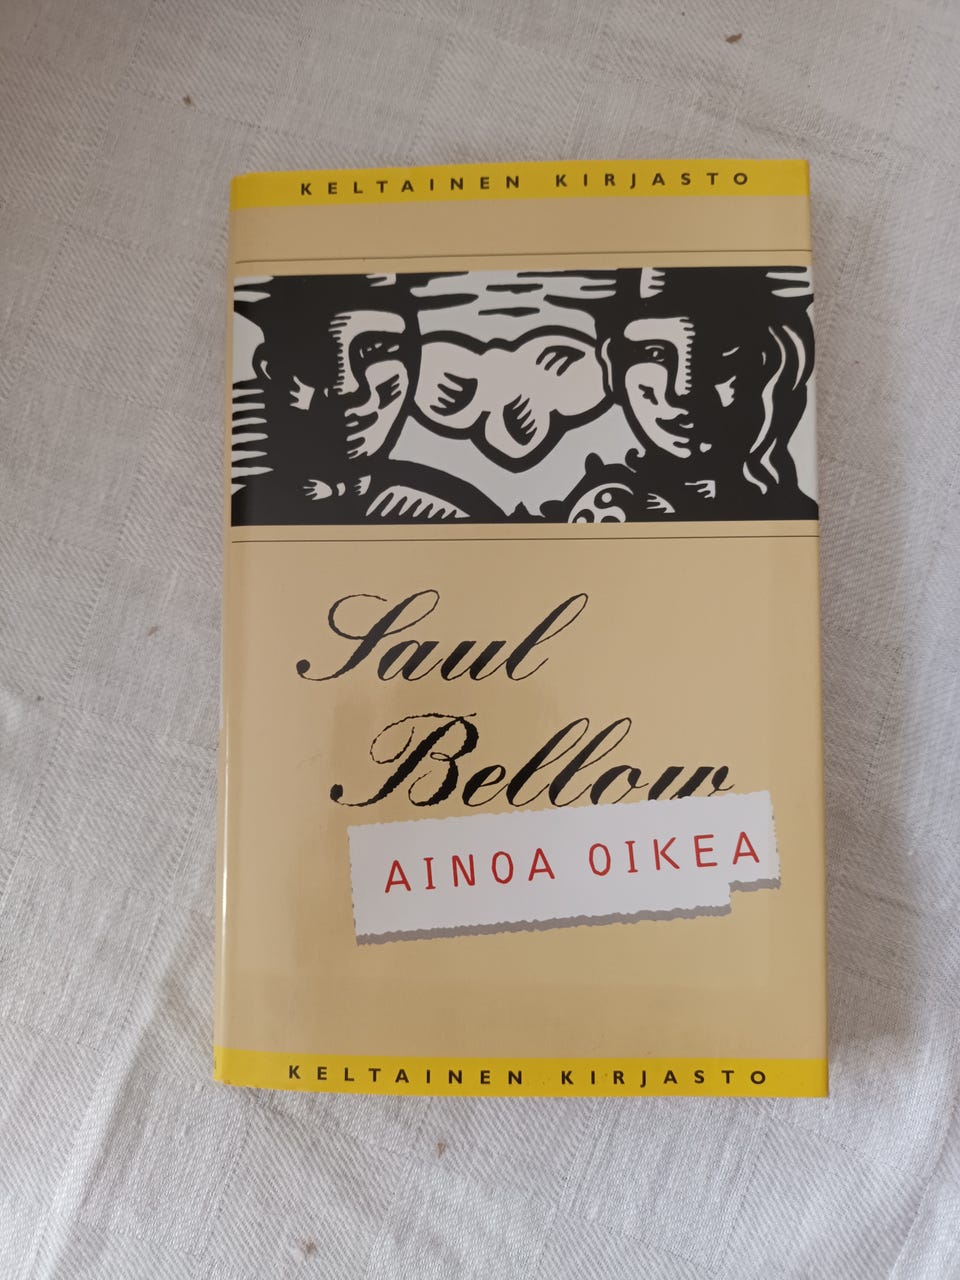 KELTAINEN KIRJASTO
Saul
Bellow
AINOA OIKEA
KELTAINEN KIRJASTO